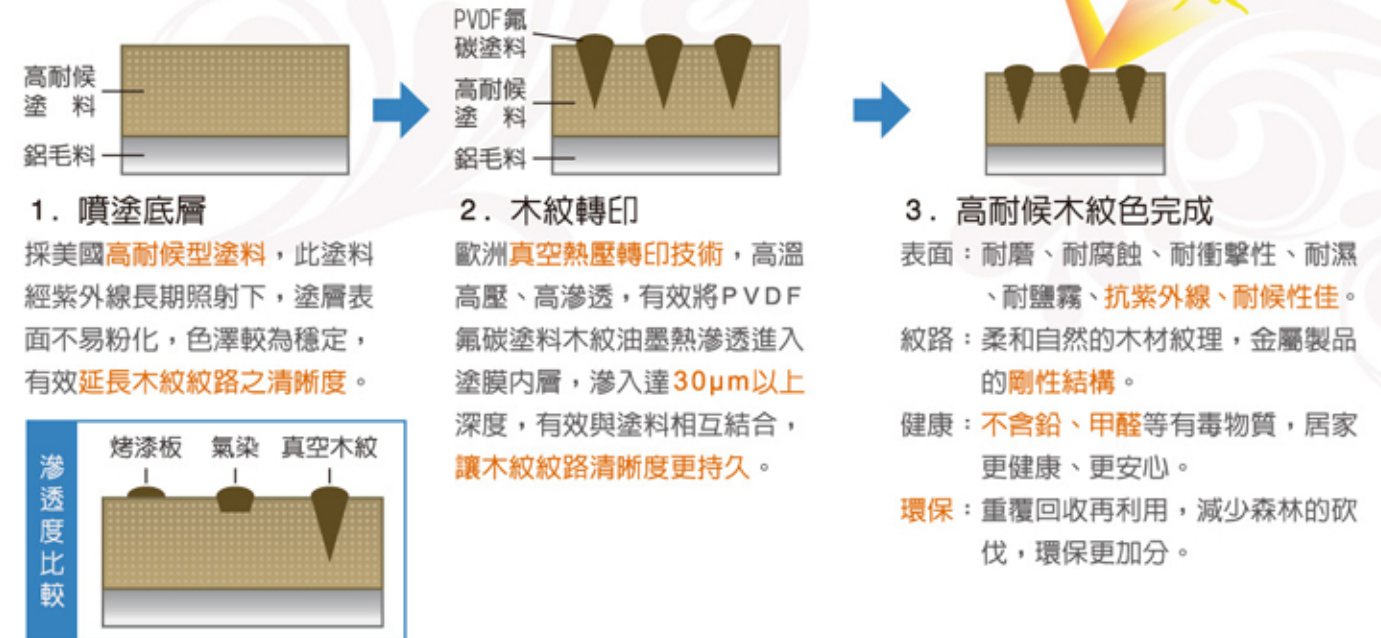 高耐候
塗 料
鋁毛料
1. 噴塗底層
採美國高耐候型塗料，此塗料
經紫外線長期照射下，塗層表
面不易粉化，色澤較為穩定，
有效延長木紋紋路之清晰度。
滲透度比較
烤漆板 氣染 真空木紋
PVDF氟
碳塗料
高耐候
塗 料
鋁毛料
2. 木紋轉印
歐洲真空熱壓轉印技術，高溫
高壓、高滲透，有效將PVDF
氟碳塗料木紋油墨熱滲透進入
塗膜內層，滲入達30μm以上
深度，有效與塗料相互結合，
讓木紋紋路清晰度更持久。
3. 高耐候木紋色完成
表面：耐磨、耐腐蝕、耐衝擊性、耐濕
、耐鹽霧、抗紫外線、耐候性佳。
紋路：柔和自然的木材紋理，金屬製品
的剛性結構。
健康：不含鉛、甲醛等有毒物質，居家
更健康、更安心。
環保：重覆回收再利用，減少森林的砍
伐，環保更加分。